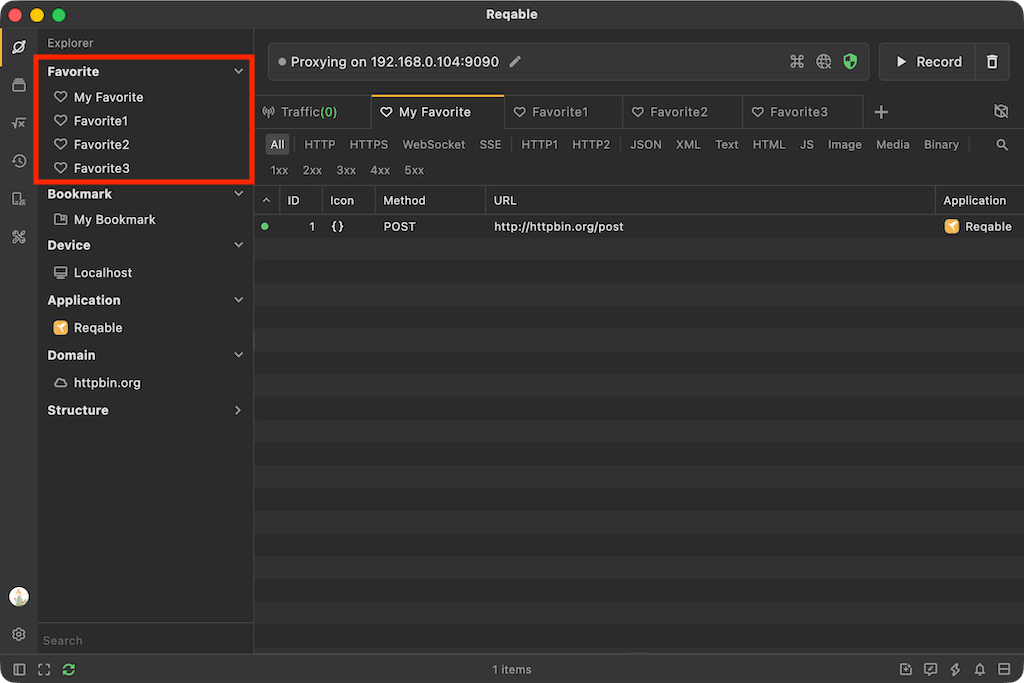 Reqable
Explorer
Favorite
My Favorite
Favorite1
Favorite2
Favorite3
Bookmark
My Bookmark
Device
Localhost
Application
Reqable
Domain
httpbin.org
Structure
Search
Proxying on 192.168.0.104:9090
Record
Traffic(0) My Favorite Favorite1 Favorite2 Favorite3
All HTTP HTTPS WebSocket SSE HTTP1 HTTP2 JSON XML Text HTML JS Image Media Binary
1xx 2xx 3xx 4xx 5xx
ID Icon Method URL Application
1 {} POST http://httpbin.org/post Reqable
1 items